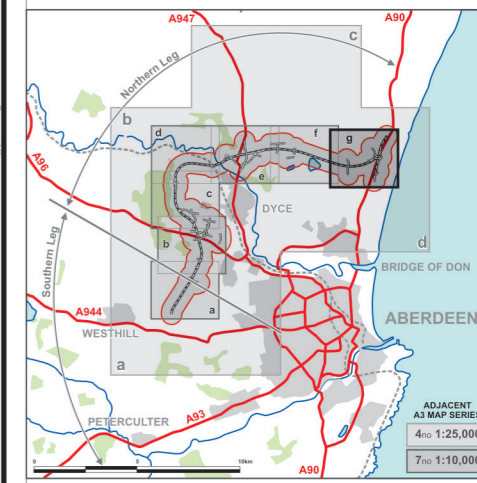 A947
A90
c
Northern Leg
b
d
f
g
A96
e
c
DYCE
b
d
Southern Leg
BRIDGE OF DON
A944
a
ABERDEEN
WESTHILL
a
ADJACENT
A3 MAP SERIES
4no 1:25,000
PETERCULTER
A93
7no 1:10,000
0 5 10km
A90